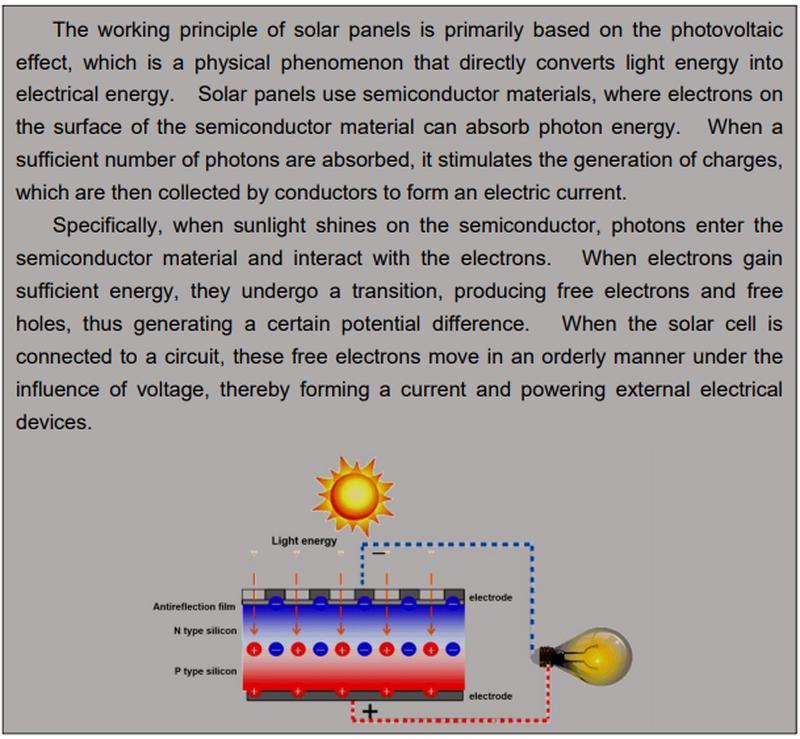 The working principle of solar panels is primarily based on the photovoltaic
effect, which is a physical phenomenon that directly converts light energy into
electrical energy. Solar panels use semiconductor materials, where electrons on
the surface of the semiconductor material can absorb photon energy. When a
sufficient number of photons are absorbed, it stimulates the generation of charges,
which are then collected by conductors to form an electric current.
Specifically, when sunlight shines on the semiconductor, photons enter the
semiconductor material and interact with the electrons. When electrons gain
sufficient energy, they undergo a transition, producing free electrons and free
holes, thus generating a certain potential difference. When the solar cell is
connected to a circuit, these free electrons move in an orderly manner under the
influence of voltage, thereby forming a current and powering external electrical
devices.
Light energy
−
electrode
Antireflection film
N type silicon
P type silicon
electrode
+